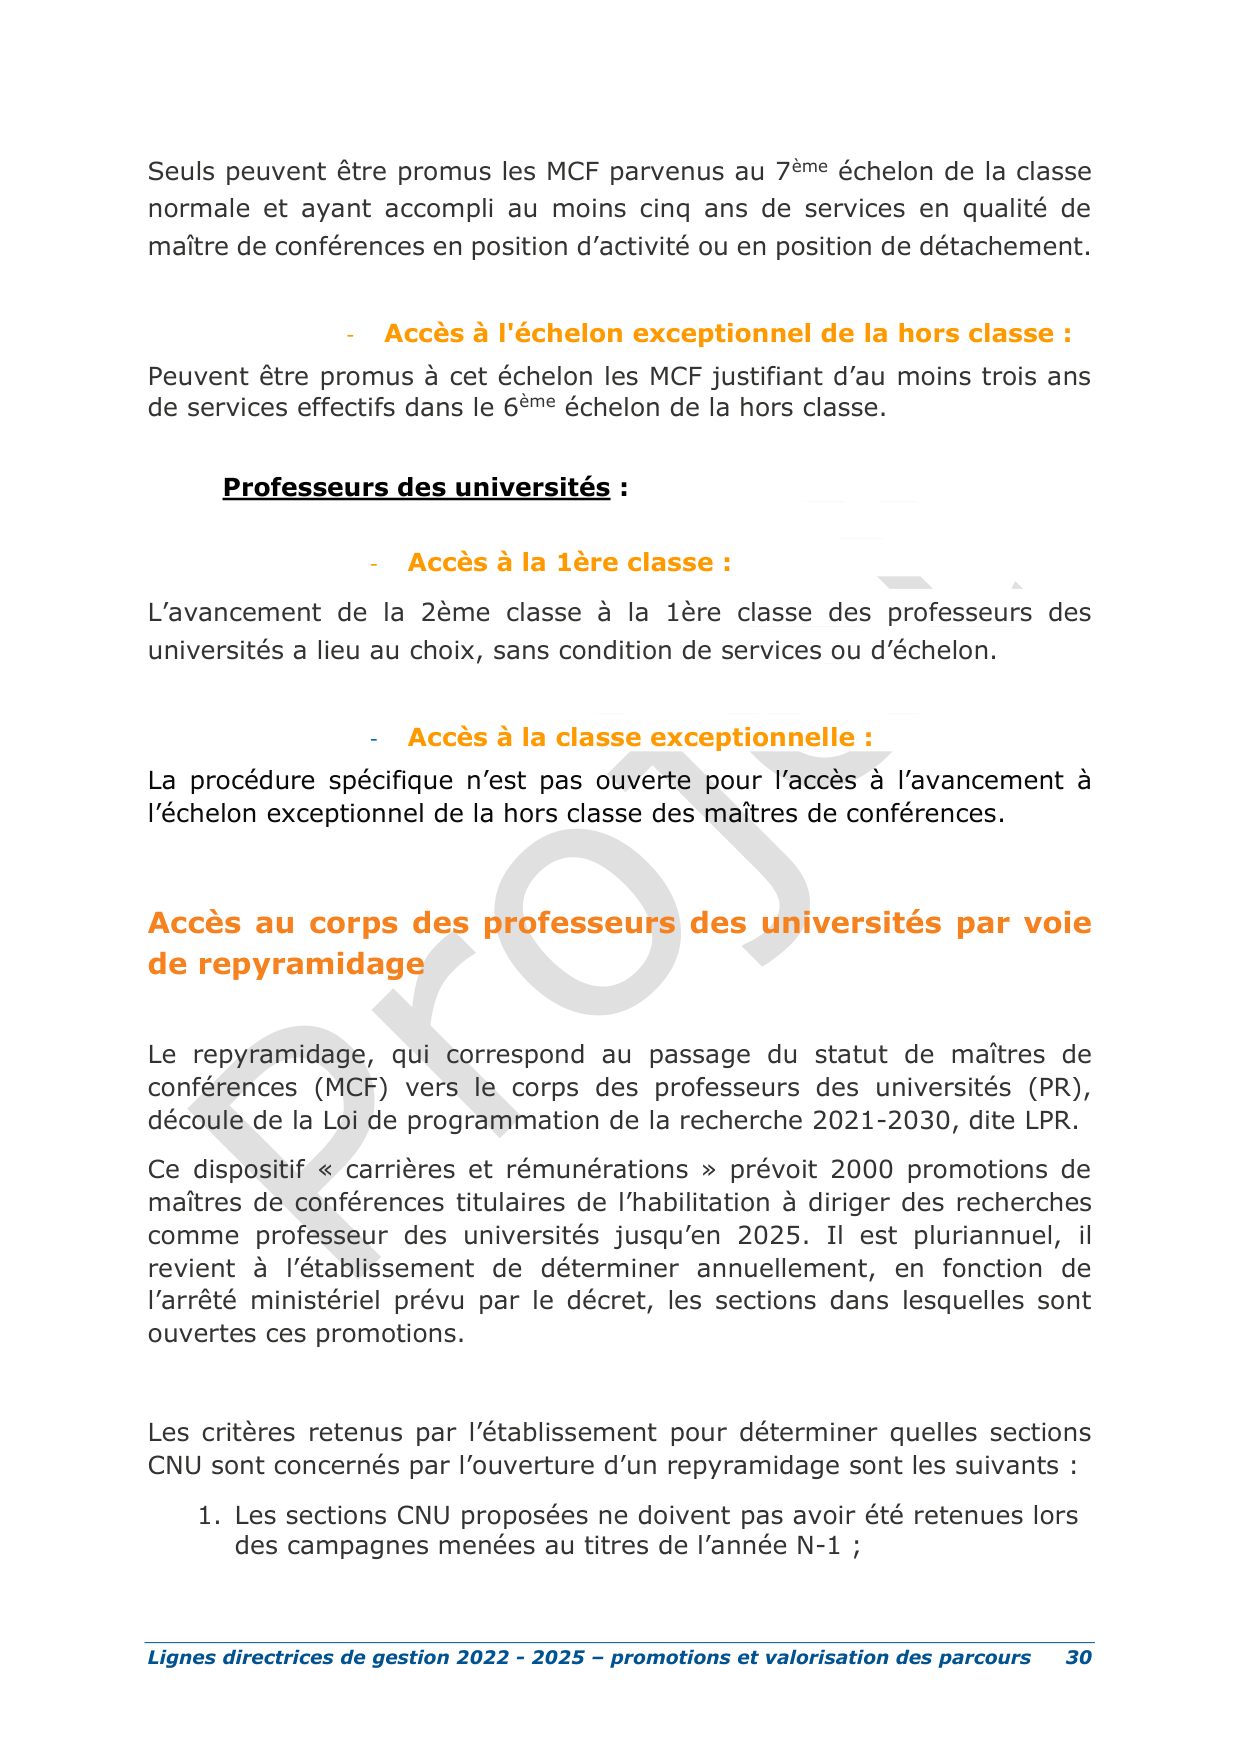 Seuls peuvent être promus les MCF parvenus au 7ème échelon de la classe
normale et ayant accompli au moins cinq ans de services en qualité de
maître de conférences en position d’activité ou en position de détachement.
- Accès à l'échelon exceptionnel de la hors classe :
Peuvent être promus à cet échelon les MCF justifiant d’au moins trois ans
de services effectifs dans le 6ème échelon de la hors classe.
Professeurs des universités :
- Accès à la 1ère classe :
L’avancement de la 2ème classe à la 1ère classe des professeurs des
universités a lieu au choix, sans condition de services ou d’échelon.
- Accès à la classe exceptionnelle :
La procédure spécifique n’est pas ouverte pour l’accès à l’avancement à
l’échelon exceptionnel de la hors classe des maîtres de conférences.
Accès au corps des professeurs des universités par voie
de repyramidage
Le repyramidage, qui correspond au passage du statut de maîtres de
conférences (MCF) vers le corps des professeurs des universités (PR),
découle de la Loi de programmation de la recherche 2021-2030, dite LPR.
Ce dispositif « carrières et rémunérations » prévoit 2000 promotions de
maîtres de conférences titulaires de l’habilitation à diriger des recherches
comme professeur des universités jusqu’en 2025. Il est pluriannuel, il
revient à l’établissement de déterminer annuellement, en fonction de
l’arrêté ministériel prévu par le décret, les sections dans lesquelles sont
ouvertes ces promotions.
Les critères retenus par l’établissement pour déterminer quelles sections
CNU sont concernés par l’ouverture d’un repyramidage sont les suivants :
1. Les sections CNU proposées ne doivent pas avoir été retenues lors
des campagnes menées au titres de l’année N-1 ;
Lignes directrices de gestion 2022 - 2025 – promotions et valorisation des parcours 30